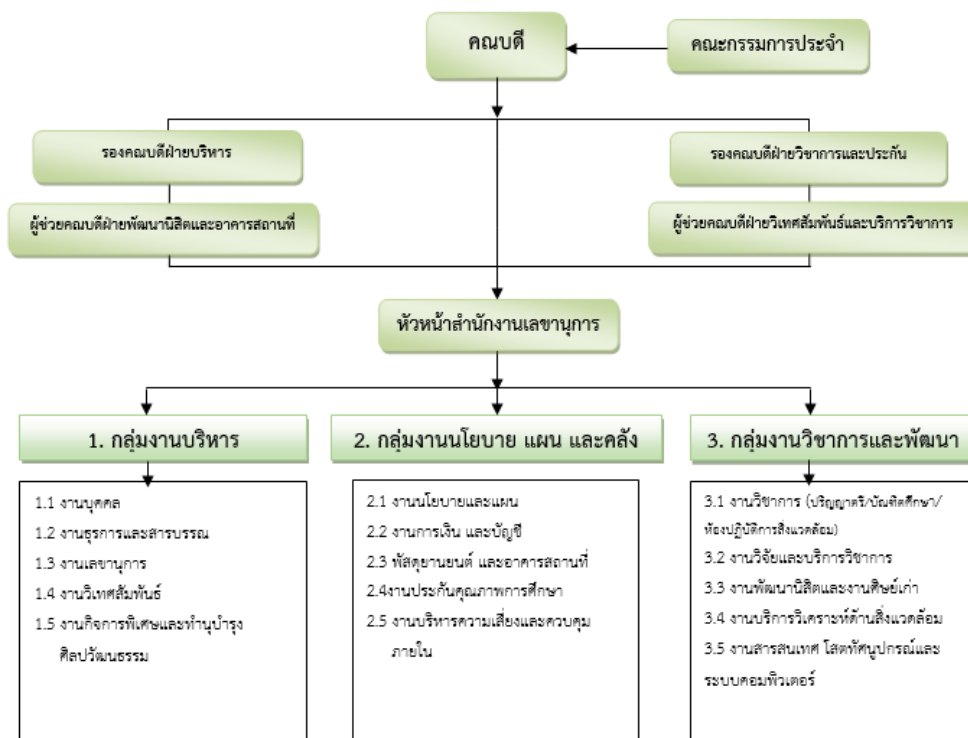 คณบดี
คณะกรรมการประจำ
รองคณบดีฝ่ายบริหาร
รองคณบดีฝ่ายวิชาการและประกัน
ผู้ช่วยคณบดีฝ่ายพัฒนานิสิตและอาคารสถานที่
ผู้ช่วยคณบดีฝ่ายวิเทศสัมพันธ์และบริการวิชาการ
หัวหน้าสำนักงานเลขานุการ
1. กลุ่มงานบริหาร
1.1 งานบุคคล
1.2 งานธุรการและสารบรรณ
1.3 งานเลขานุการ
1.4 งานวิเทศสัมพันธ์
1.5 งานกิจการพิเศษและทำนุบำรุง
ศิลปวัฒนธรรม
2. กลุ่มงานนโยบาย แผน และคลัง
2.1 งานนโยบายและแผน
2.2 งานการเงิน และบัญชี
2.3 พัสดุยานยนต์ และอาคารสถานที่
2.4งานประกันคุณภาพการศึกษา
2.5 งานบริหารความเสี่ยงและควบคุม
ภายใน
3. กลุ่มงานวิชาการและพัฒนา
3.1 งานวิชาการ (ปริญญาตรี/บัณฑิตศึกษา/
ห้องปฏิบัติการสิ่งแวดล้อม)
3.2 งานวิจัยและบริการวิชาการ
3.3 งานพัฒนานิสิตและงานศิษย์เก่า
3.4 งานบริการวิเคราะห์ด้านสิ่งแวดล้อม
3.5 งานสารสนเทศ โสตทัศนูปกรณ์และ
ระบบคอมพิวเตอร์